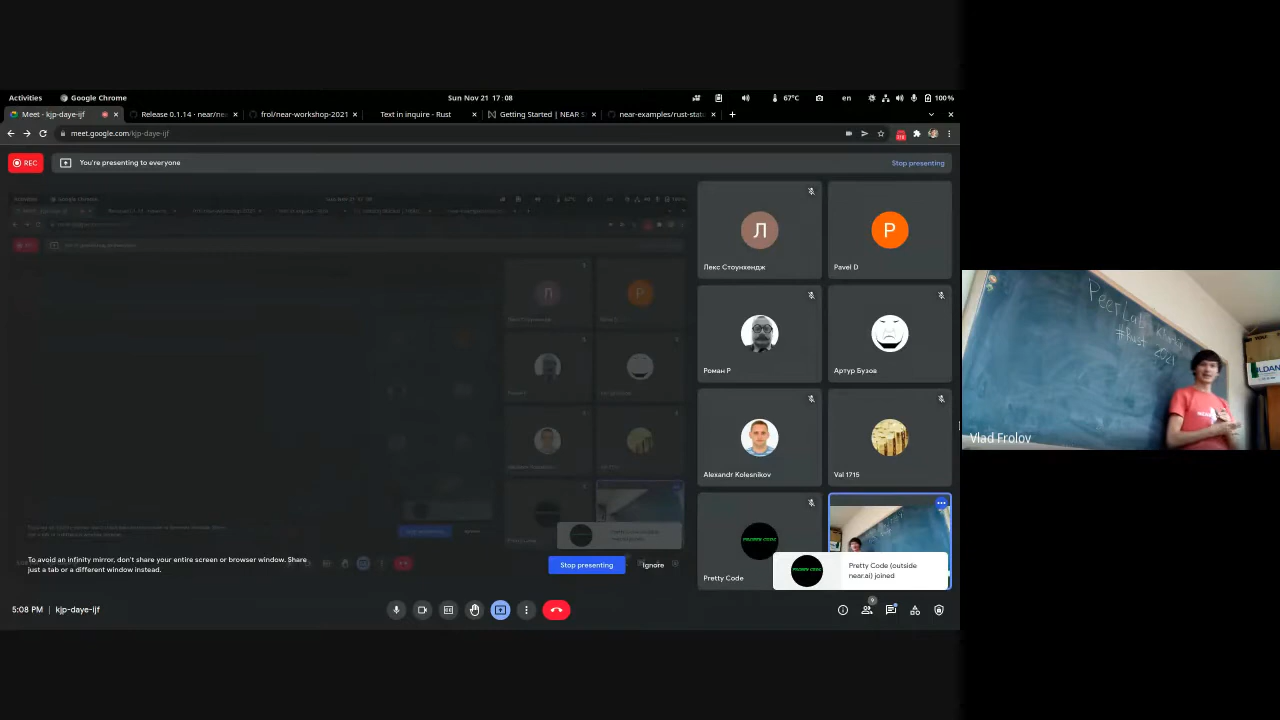 Activities
Google Chrome
Sun Nov 21 17:08
67°C
en
100%
Meet - kjp-daye-ijf
Release 0.1.14 · near/ne
frol/near-workshop-2021
Text in inquire - Rust
Getting Started | NEAR S
near-examples/rust-stat
meet.google.com/kjp-daye-ijf
REC
You're presenting to everyone
Stop presenting
Л
Лекс Стоунхендж
P
Pavel D
Роман Р
Артур Бузов
Alexandr Kolesnikov
Val 1715
Pretty Code
Pretty Code (outside
near.ai) joined
To avoid an infinity mirror, don't share your entire screen or browser window. Share
just a tab or a different window instead.
Stop presenting
Ignore
5:08 PM | kjp-daye-ijf
9
PeerLab
#Rust 2021
Vlad Frolov